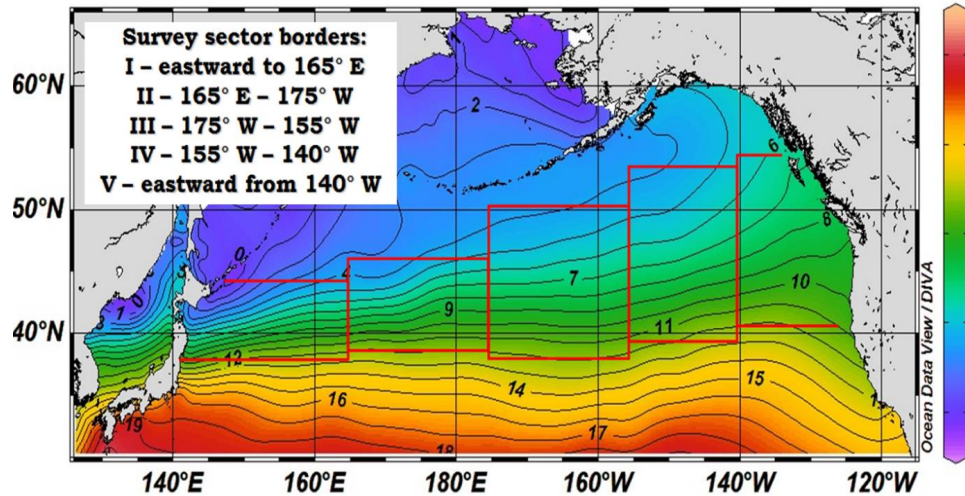 Survey sector borders:
I – eastward to 165° E
II – 165° E – 175° W
III – 175° W – 155° W
IV – 155° W – 140° W
V – eastward from 140° W
60°N
50°N
40°N
1
2
6
8
0
4
3
7
10
0
1
9
11
12
14
15
16
17
19
18
140°E
160°E
180°E
160°W
140°W
120°W
Ocean Data View / DIVA